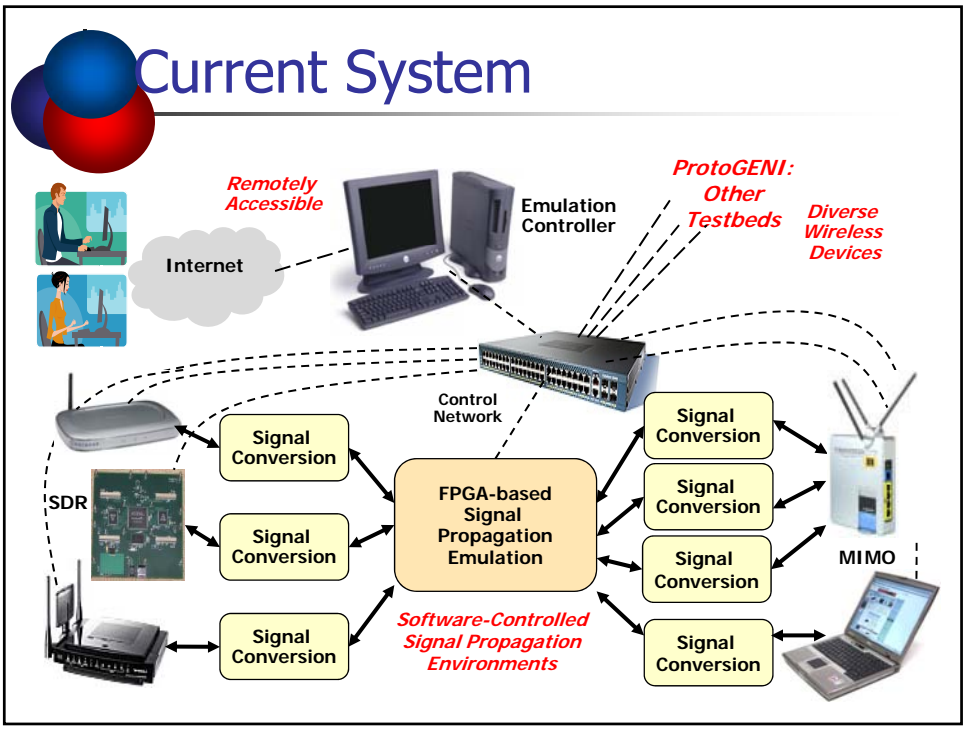 Current System
Remotely
Accessible
Internet
Emulation
Controller
ProtoGENI:
Other
Testbeds
Diverse
Wireless
Devices
Control
Network
Signal
Conversion
SDR
Signal
Conversion
Signal
Conversion
FPGA-based
Signal
Propagation
Emulation
Software-Controlled
Signal Propagation
Environments
Signal
Conversion
Signal
Conversion
Signal
Conversion
Signal
Conversion
MIMO